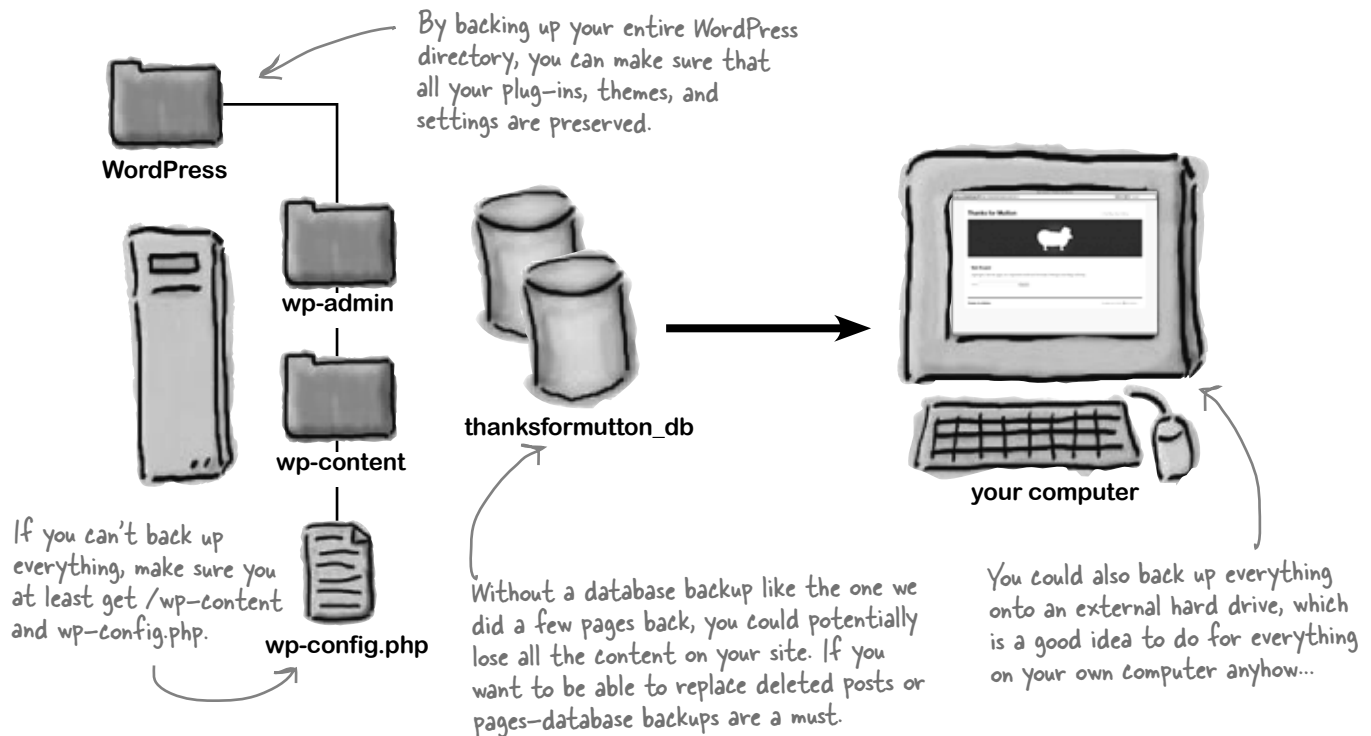 By backing up your entire WordPress
directory, you can make sure that
all your plug-ins, themes, and
settings are preserved.
WordPress
wp-admin
wp-content
wp-config.php
If you can't back up
everything, make sure you
at least get /wp-content
and wp-config.php.
thanksformutton_db
Without a database backup like the one we
did a few pages back, you could potentially
lose all the content on your site. If you
want to be able to replace deleted posts or
pages—database backups are a must.
Thanks for Mutton
your computer
You could also back up everything
onto an external hard drive, which
is a good idea to do for everything
on your own computer anyhow...